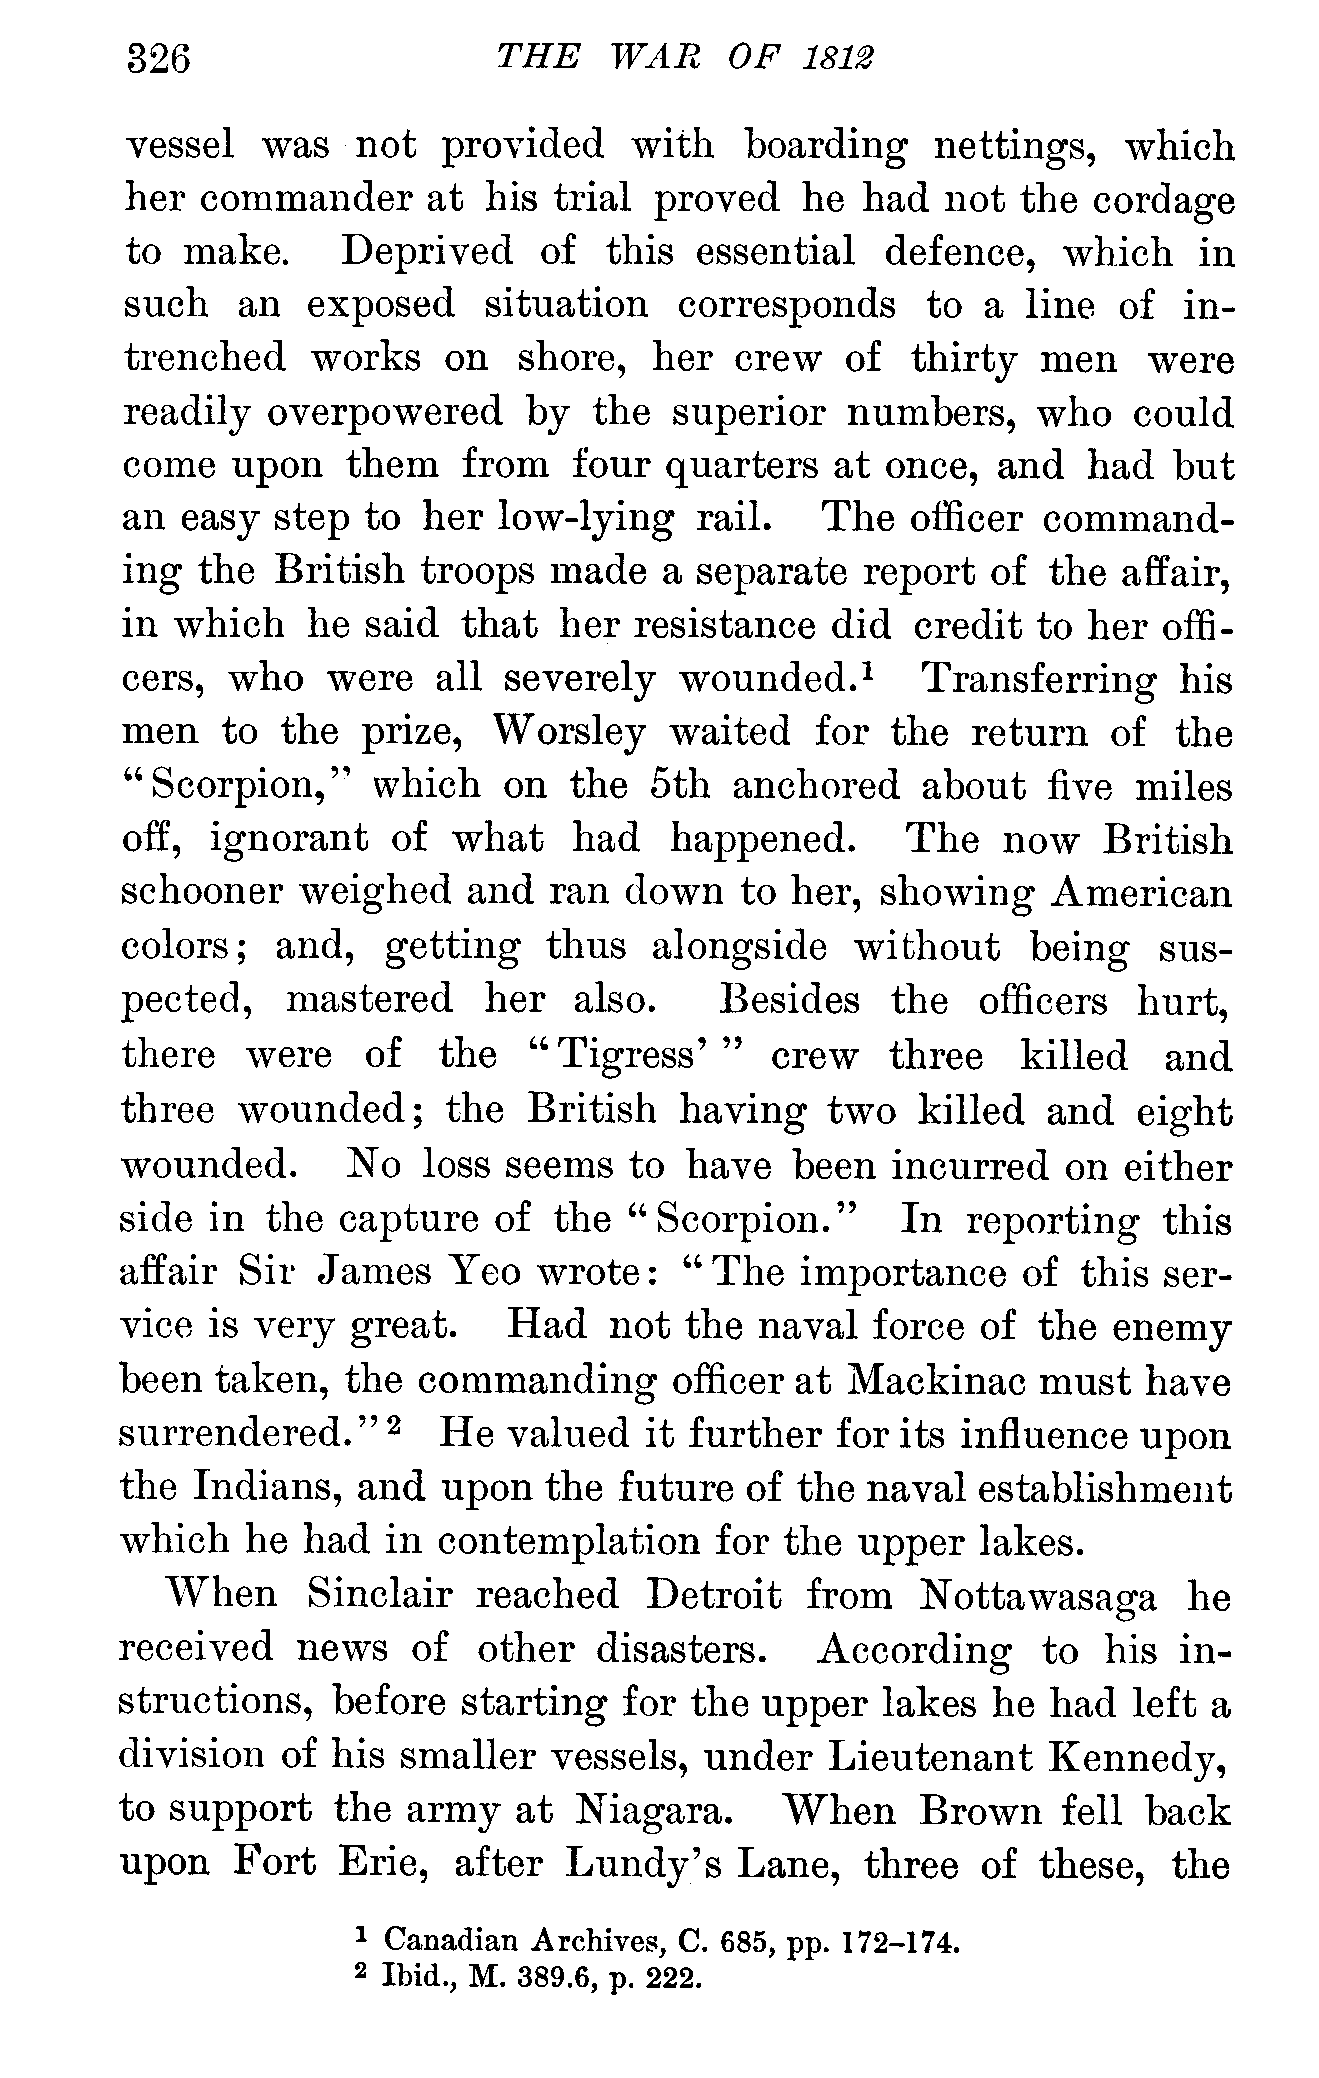 326 THE WAR OF 1812
vessel was not provided with boarding nettings, which
her commander at his trial proved he had not the cordage
to make. Deprived of this essential defence, which in
such an exposed situation corresponds to a line of in-
trenched works on shore, her crew of thirty men were
readily overpowered by the superior numbers, who could
come upon them from four quarters at once, and had but
an easy step to her low-lying rail. The officer command-
ing the British troops made a separate report of the affair,
in which he said that her resistance did credit to her offi-
cers, who were all severely wounded.¹ Transferring his
men to the prize, Worsley waited for the return of the
“Scorpion,” which on the 5th anchored about five miles
off, ignorant of what had happened. The now British
schooner weighed and ran down to her, showing American
colors; and, getting thus alongside without being sus-
pected, mastered her also. Besides the officers hurt,
there were of the “Tigress’” crew three killed and
three wounded; the British having two killed and eight
wounded. No loss seems to have been incurred on either
side in the capture of the “Scorpion.” In reporting this
affair Sir James Yeo wrote: “The importance of this ser-
vice is very great. Had not the naval force of the enemy
been taken, the commanding officer at Mackinac must have
surrendered.”² He valued it further for its influence upon
the Indians, and upon the future of the naval establishment
which he had in contemplation for the upper lakes.
When Sinclair reached Detroit from Nottawasaga he
received news of other disasters. According to his in-
structions, before starting for the upper lakes he had left a
division of his smaller vessels, under Lieutenant Kennedy,
to support the army at Niagara. When Brown fell back
upon Fort Erie, after Lundy’s Lane, three of these, the
¹ Canadian Archives, C. 685, pp. 172–174.
² Ibid., M. 389.6, p. 222.